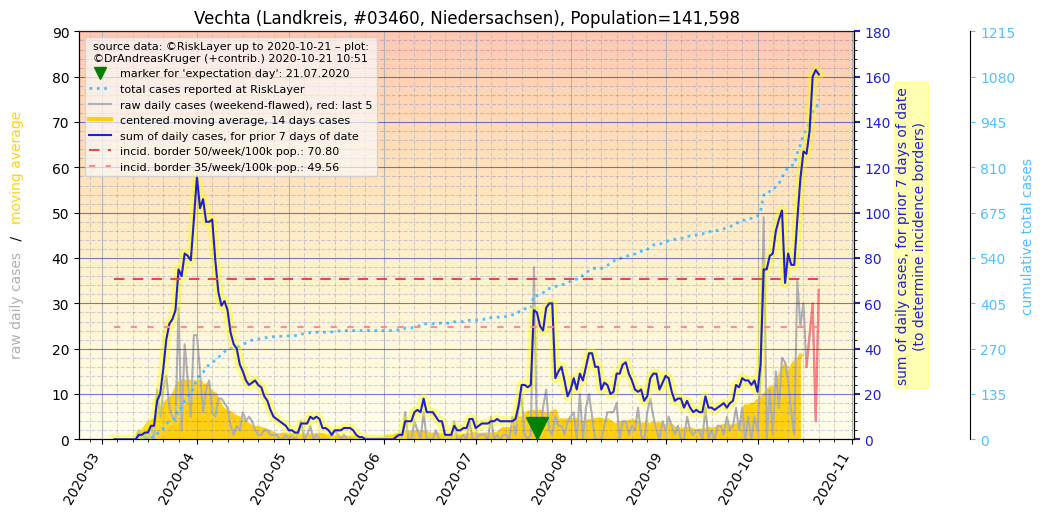 Vechta (Landkreis, #03460, Niedersachsen), Population=141,598
source data: ©RiskLayer up to 2020-10-21 – plot:
©DrAndreasKruger (+contrib.) 2020-10-21 10:51
marker for 'expectation day': 21.07.2020
total cases reported at RiskLayer
raw daily cases (weekend-flawed), red: last 5
centered moving average, 14 days cases
sum of daily cases, for prior 7 days of date
incid. border 50/week/100k pop.: 70.80
incid. border 35/week/100k pop.: 49.56
raw daily cases / moving average
90
80
70
60
50
40
30
20
10
0
180
160
140
120
100
80
60
40
20
0
sum of daily cases, for prior 7 days of date
(to determine incidence borders)
1215
1080
945
810
675
540
405
270
135
0
cumulative total cases
2020-03
2020-04
2020-05
2020-06
2020-07
2020-08
2020-09
2020-10
2020-11